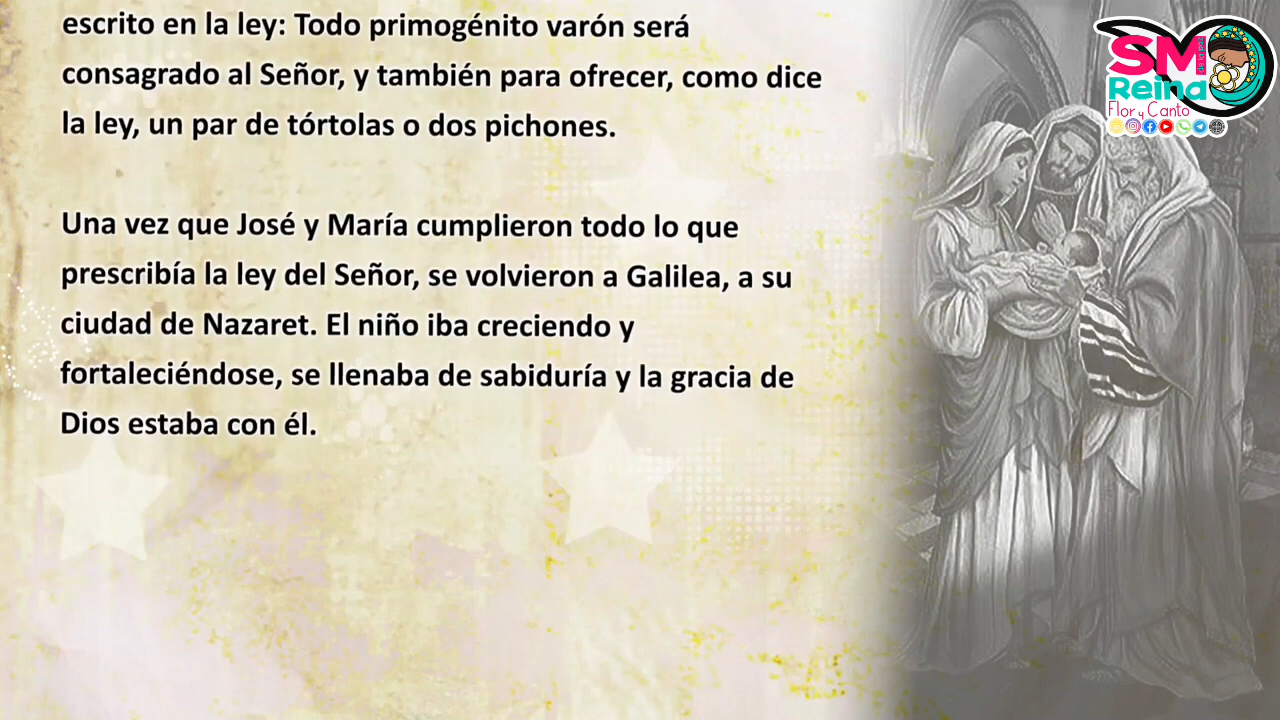 escrito en la ley: Todo primogénito varón será
consagrado al Señor, y también para ofrecer, como dice
la ley, un par de tórtolas o dos pichones.
Una vez que José y María cumplieron todo lo que
prescribía la ley del Señor, se volvieron a Galilea, a su
ciudad de Nazaret. El niño iba creciendo y
fortaleciéndose, se llenaba de sabiduría y la gracia de
Dios estaba con él.
SM
Reina
Flor y Canto